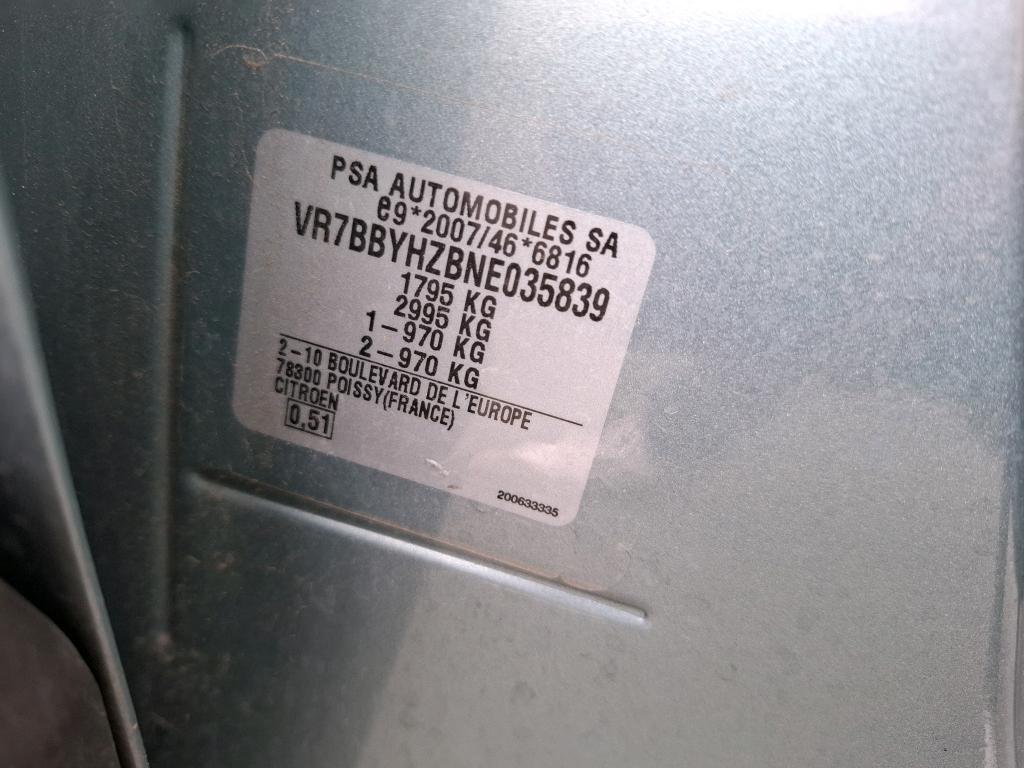 PSA AUTOMOBILES SA
e9*2007/46*6816
VR7BBYHZBNE035839
1795 KG
2995 KG
1-970 KG
2-970 KG
2-10 BOULEVARD DE L'EUROPE
78300 POISSY(FRANCE)
CITROEN
0,51
200633335